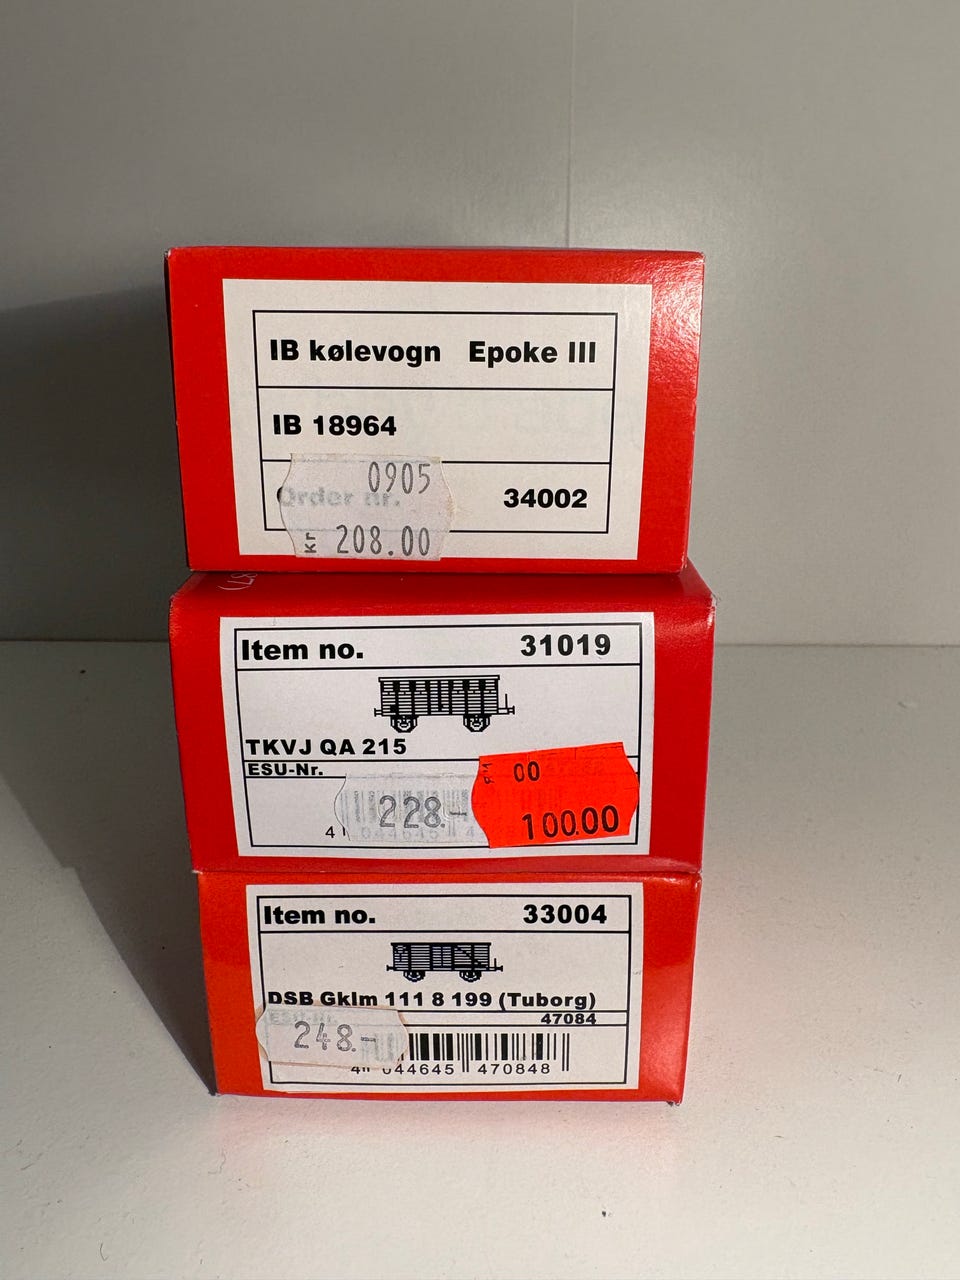 IB kølevogn Epoke III
IB 18964
0905
Order nr. 34002
kr 208.00
Item no. 31019
TKVJ QA 215
ESU-Nr.
00
228.-
100.00
Item no. 33004
DSB Gklm 111 8 199 (Tuborg)
ESU-Nr. 47084
248.-
4 044645 470848